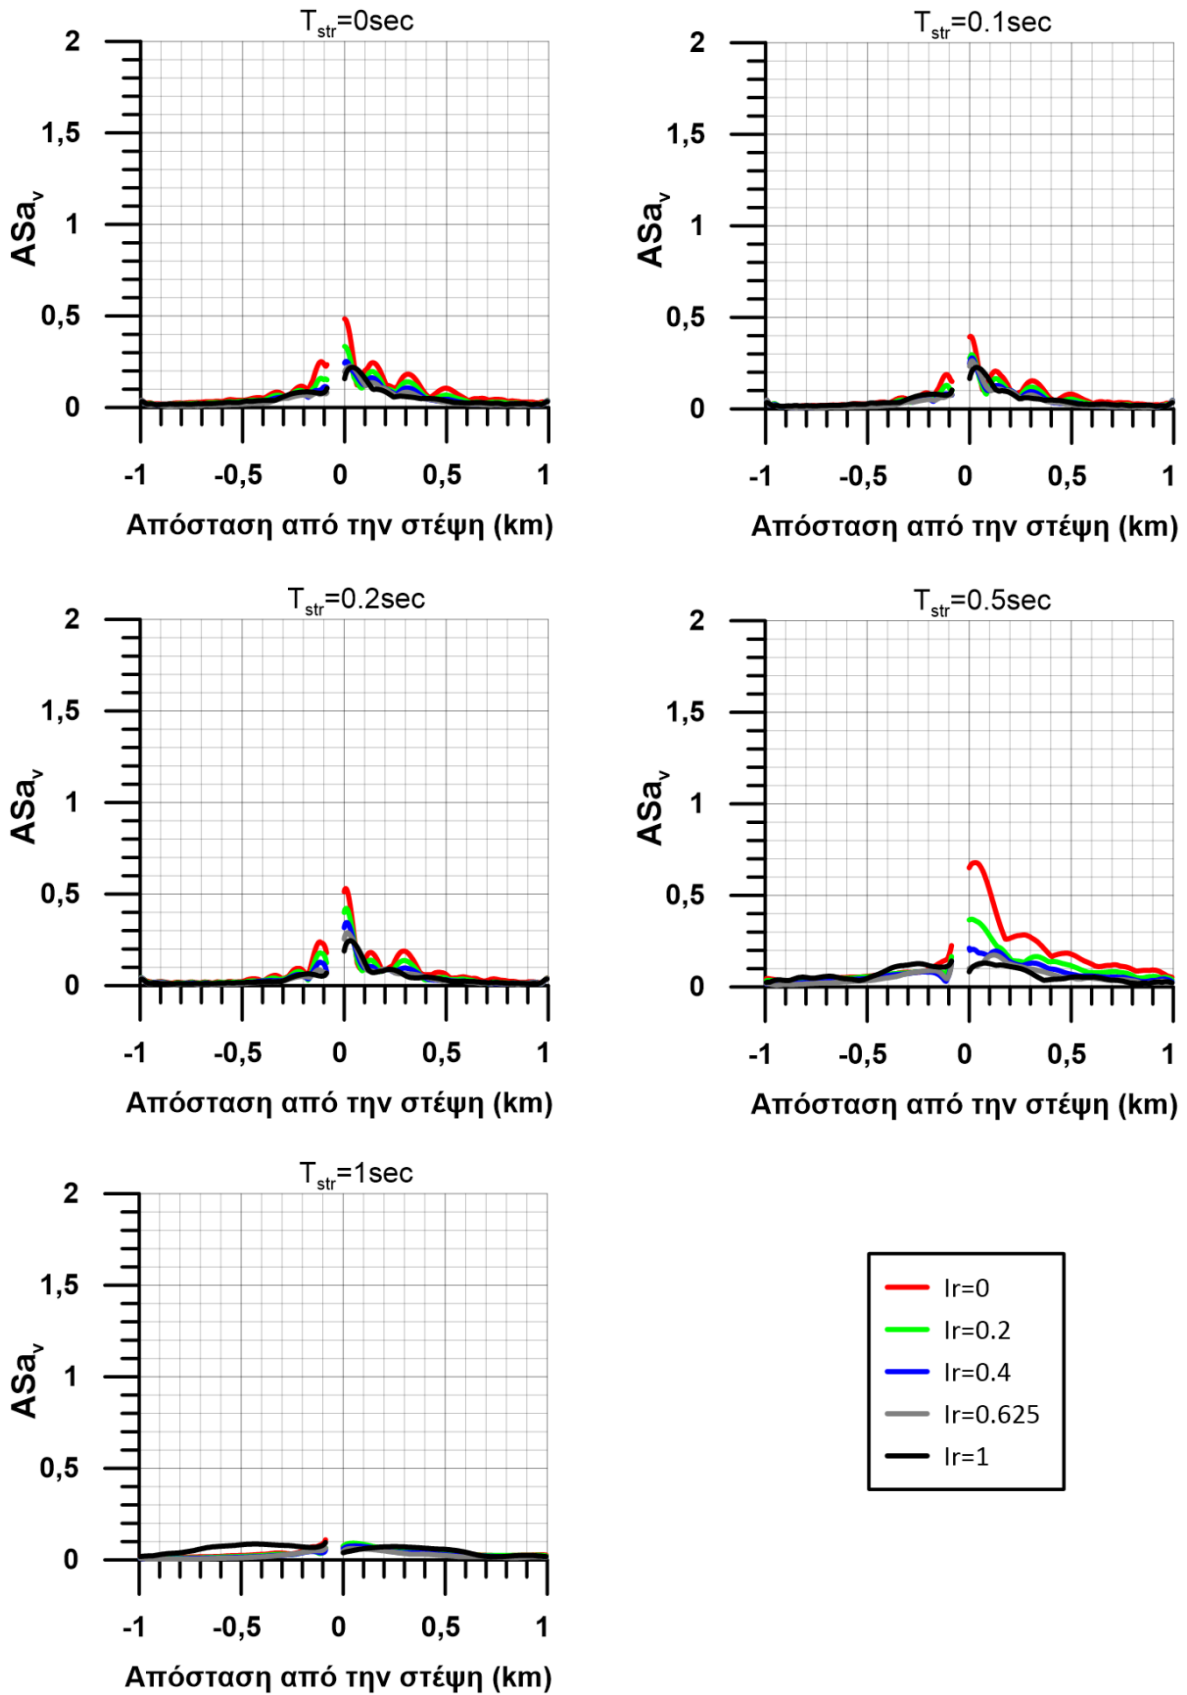 T_str=0sec
2
1,5
1
0,5
0
ASa_v
-1 -0,5 0 0,5 1
Απόσταση από την στέψη (km)
T_str=0.1sec
2
1,5
1
0,5
0
ASa_v
-1 -0,5 0 0,5 1
Απόσταση από την στέψη (km)
T_str=0.2sec
2
1,5
1
0,5
0
ASa_v
-1 -0,5 0 0,5 1
Απόσταση από την στέψη (km)
T_str=0.5sec
2
1,5
1
0,5
0
ASa_v
-1 -0,5 0 0,5 1
Απόσταση από την στέψη (km)
T_str=1sec
2
1,5
1
0,5
0
ASa_v
-1 -0,5 0 0,5 1
Απόσταση από την στέψη (km)
Ir=0
Ir=0.2
Ir=0.4
Ir=0.625
Ir=1